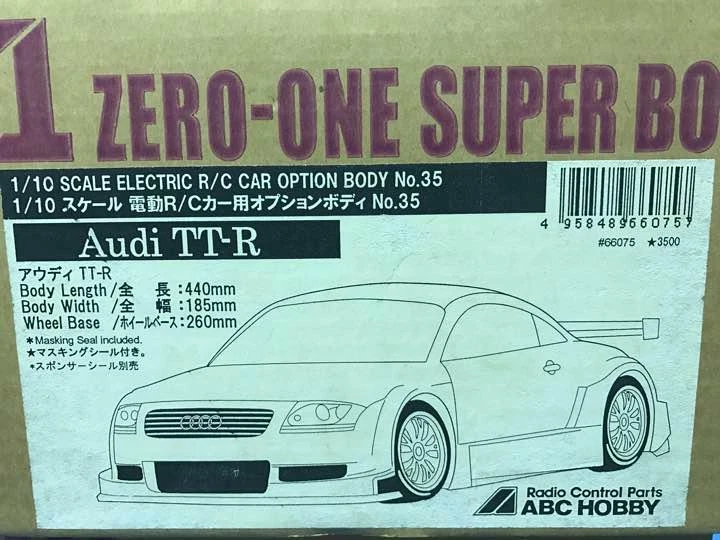 1 ZERO-ONE SUPER BO
1/10 SCALE ELECTRIC R/C CAR OPTION BODY No.35
1/10 スケール 電動R/Cカー用オプションボディ No.35
4 958489 660757
#66075 ★3500
Audi TT-R
アウディ TT-R
Body Length/全 長:440mm
Body Width /全 幅:185mm
Wheel Base /ホイールベース:260mm
*Masking Seal included.
★マスキングシール付き。
*スポンサーシール別売
Radio Control Parts
ABC HOBBY